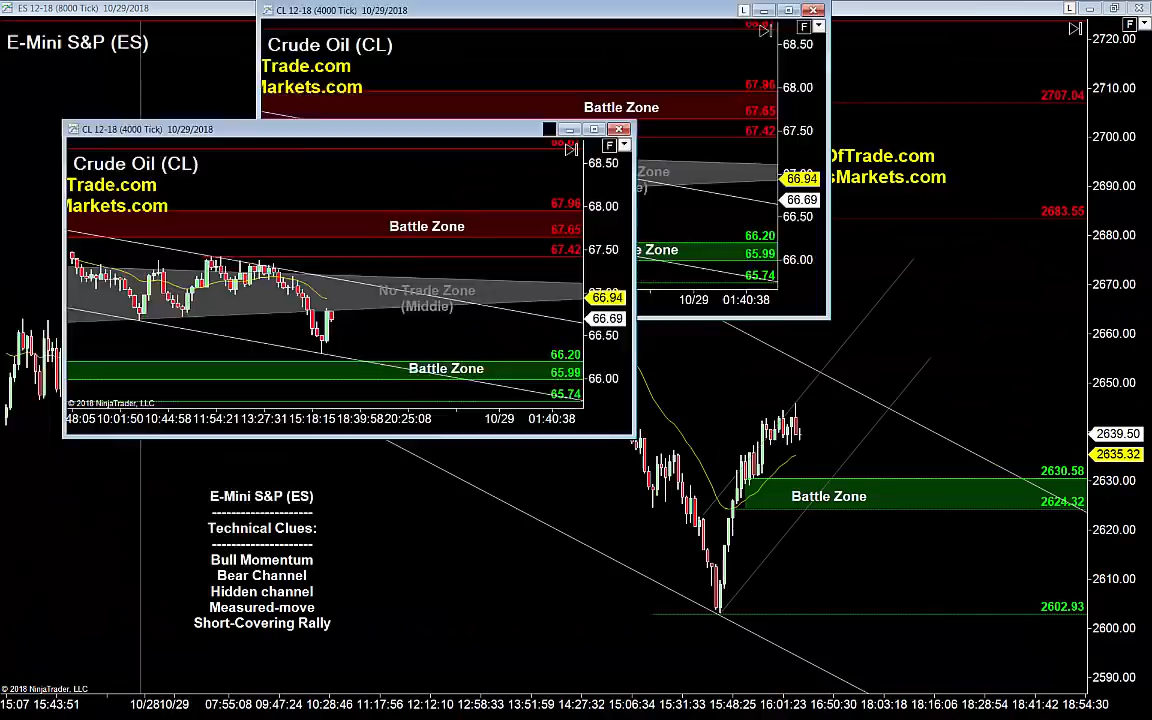 ES 12-18 (8000 Tick) 10/29/2018
E-Mini S&P (ES)
CL 12-18 (4000 Tick) 10/29/2018
L
F
Crude Oil (CL)
Trade.com
Markets.com
Battle Zone
67.96
67.65
67.42
Zone
66.20
65.99
65.74
e Zone
68.50
68.00
67.50
66.94
66.69
66.50
66.00
10/29 01:40:38
CL 12-18 (4000 Tick) 10/29/2018
F
Crude Oil (CL)
Trade.com
Markets.com
Battle Zone
67.96
67.65
67.42
No Trade Zone
(Middle)
66.20
Battle Zone
65.99
65.74
68.50
68.00
67.50
66.94
66.69
66.50
66.00
© 2018 NinjaTrader, LLC
48:05 10:01:50 10:44:58 11:54:21 13:27:31 15:18:15 18:39:58 20:25:08 10/29 01:40:38
L
F
OfTrade.com
sMarkets.com
2707.04
2683.55
2630.58
Battle Zone
2624.32
2602.93
2720.00
2710.00
2700.00
2690.00
2680.00
2670.00
2660.00
2650.00
2639.50
2635.32
2630.00
2620.00
2610.00
2600.00
2590.00
E-Mini S&P (ES)
---------------------
Technical Clues:
---------------------
Bull Momentum
Bear Channel
Hidden channel
Measured-move
Short-Covering Rally
© 2018 NinjaTrader, LLC
15:07 15:43:51 10/28 10/29 07:55:08 09:47:24 10:28:46 11:17:56 12:12:10 12:58:33 13:51:59 14:27:32 15:06:34 15:31:33 15:48:25 16:01:23 16:50:30 18:03:18 18:16:04 18:28:54 18:41:42 18:54:30